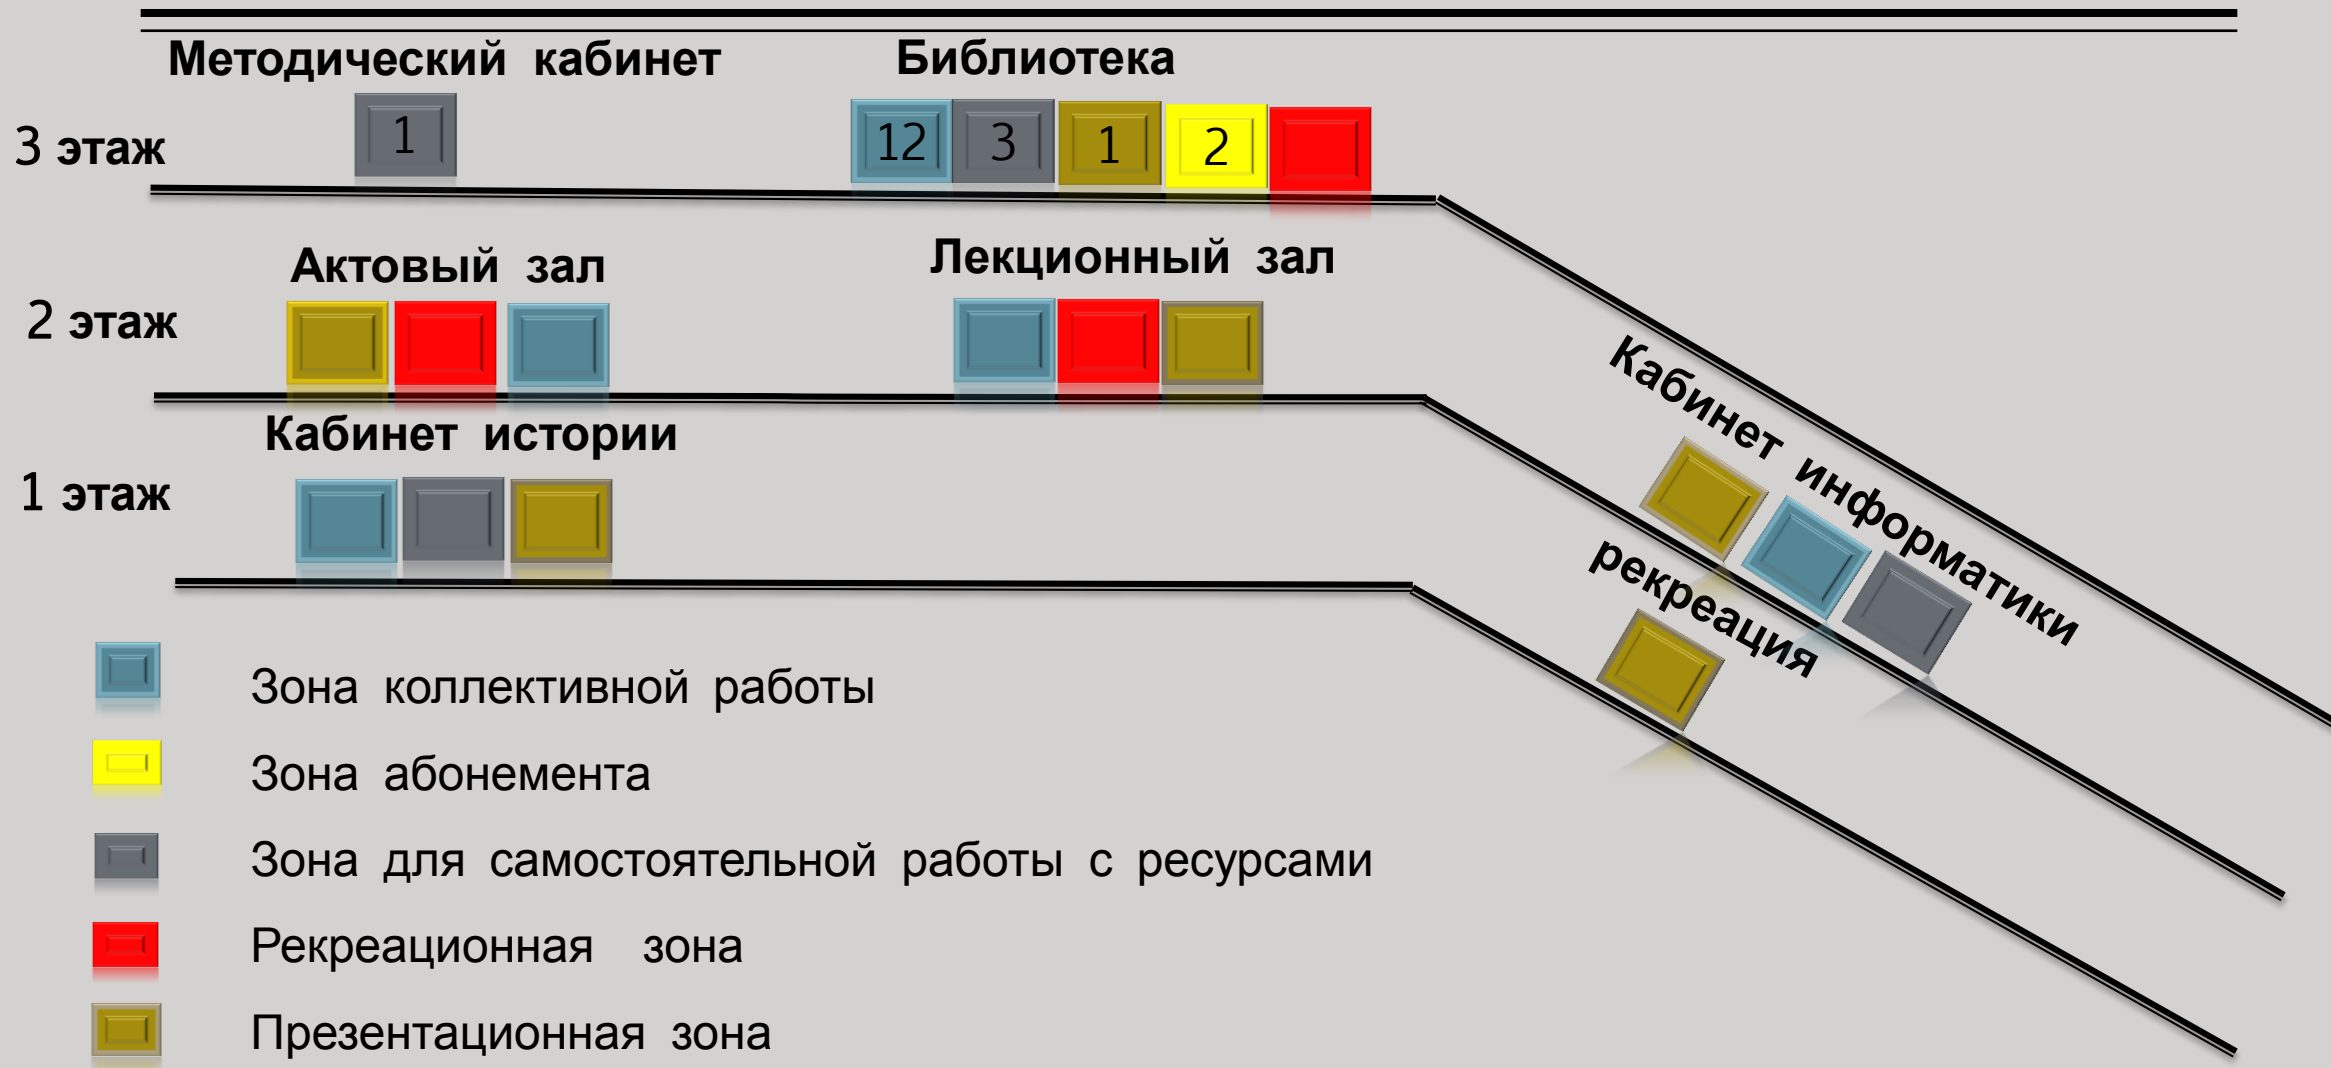 Методический кабинет
Библиотека
3 этаж
1
12 3 1 2
Актовый зал
Лекционный зал
2 этаж
Кабинет информатики
Кабинет истории
1 этаж
рекреация
Зона коллективной работы
Зона абонемента
Зона для самостоятельной работы с ресурсами
Рекреационная зона
Презентационная зона